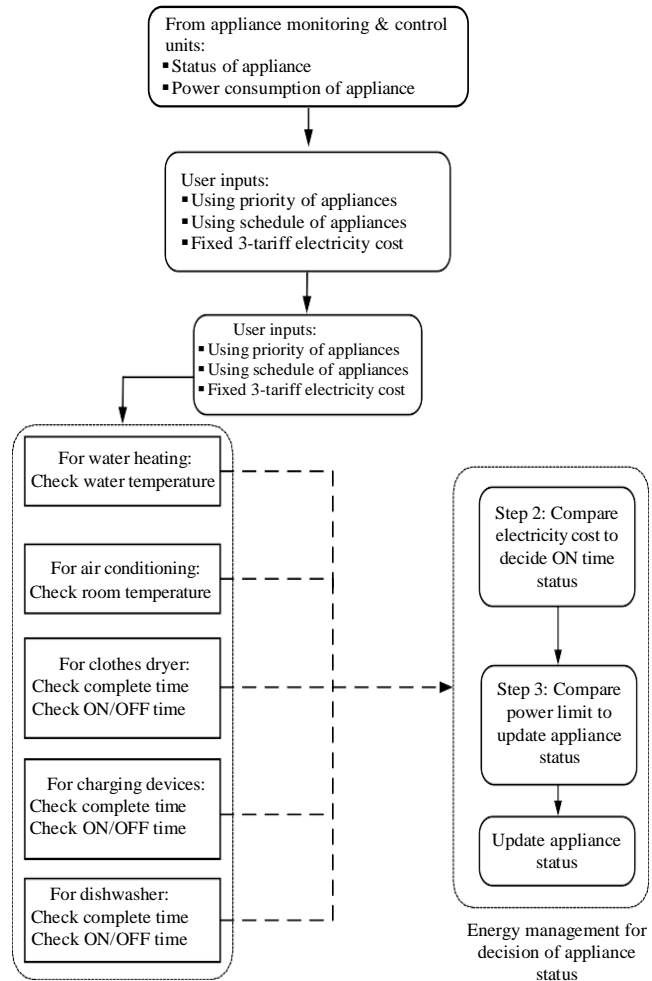 From appliance monitoring & control
units:
▪ Status of appliance
▪ Power consumption of appliance
User inputs:
▪ Using priority of appliances
▪ Using schedule of appliances
▪ Fixed 3-tariff electricity cost
User inputs:
▪ Using priority of appliances
▪ Using schedule of appliances
▪ Fixed 3-tariff electricity cost
For water heating:
Check water temperature
For air conditioning:
Check room temperature
For clothes dryer:
Check complete time
Check ON/OFF time
For charging devices:
Check complete time
Check ON/OFF time
For dishwasher:
Check complete time
Check ON/OFF time
Step 2: Compare
electricity cost to
decide ON time
status
Step 3: Compare
power limit to
update appliance
status
Update appliance
status
Energy management for
decision of appliance
status